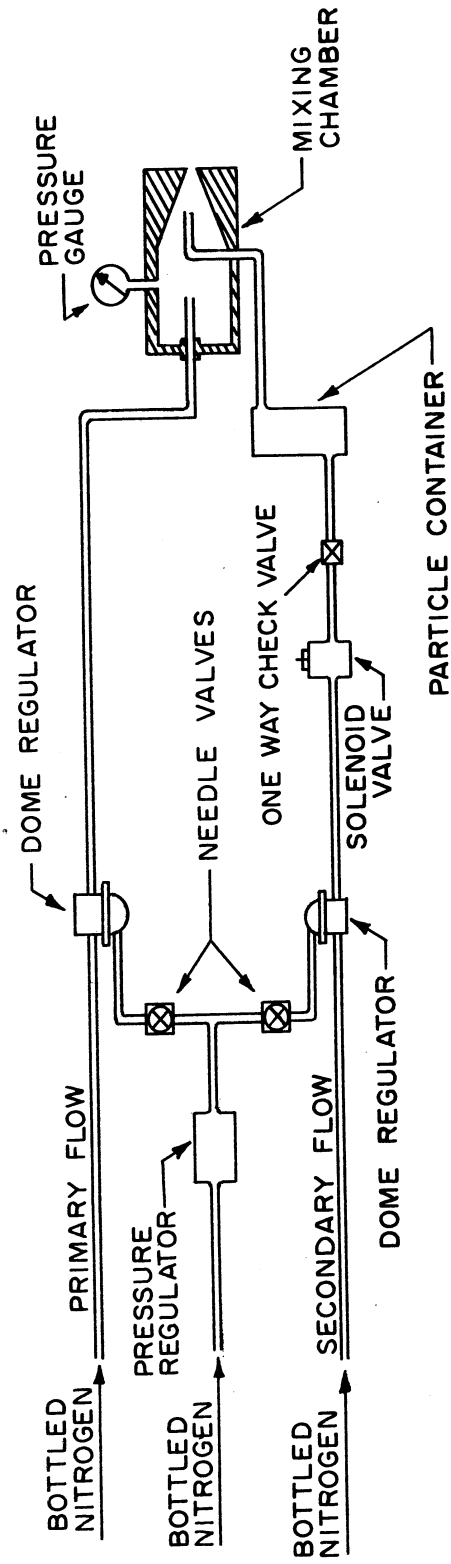 BOTTLED
NITROGEN
PRIMARY FLOW
DOME REGULATOR
PRESSURE
GAUGE
MIXING
CHAMBER
BOTTLED
NITROGEN
PRESSURE
REGULATOR
NEEDLE VALVES
ONE WAY CHECK VALVE
SOLENOID
VALVE
PARTICLE CONTAINER
BOTTLED
NITROGEN
SECONDARY FLOW
DOME REGULATOR